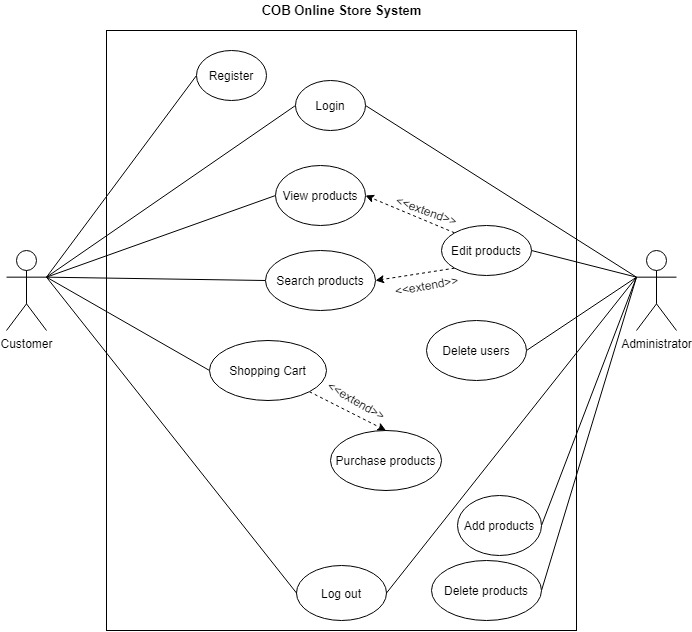 COB Online Store System
Register
Login
View products
<<extend>>
Edit products
Search products
<<extend>>
Customer
Administrator
Delete users
Shopping Cart
<<extend>>
Purchase products
Add products
Delete products
Log out